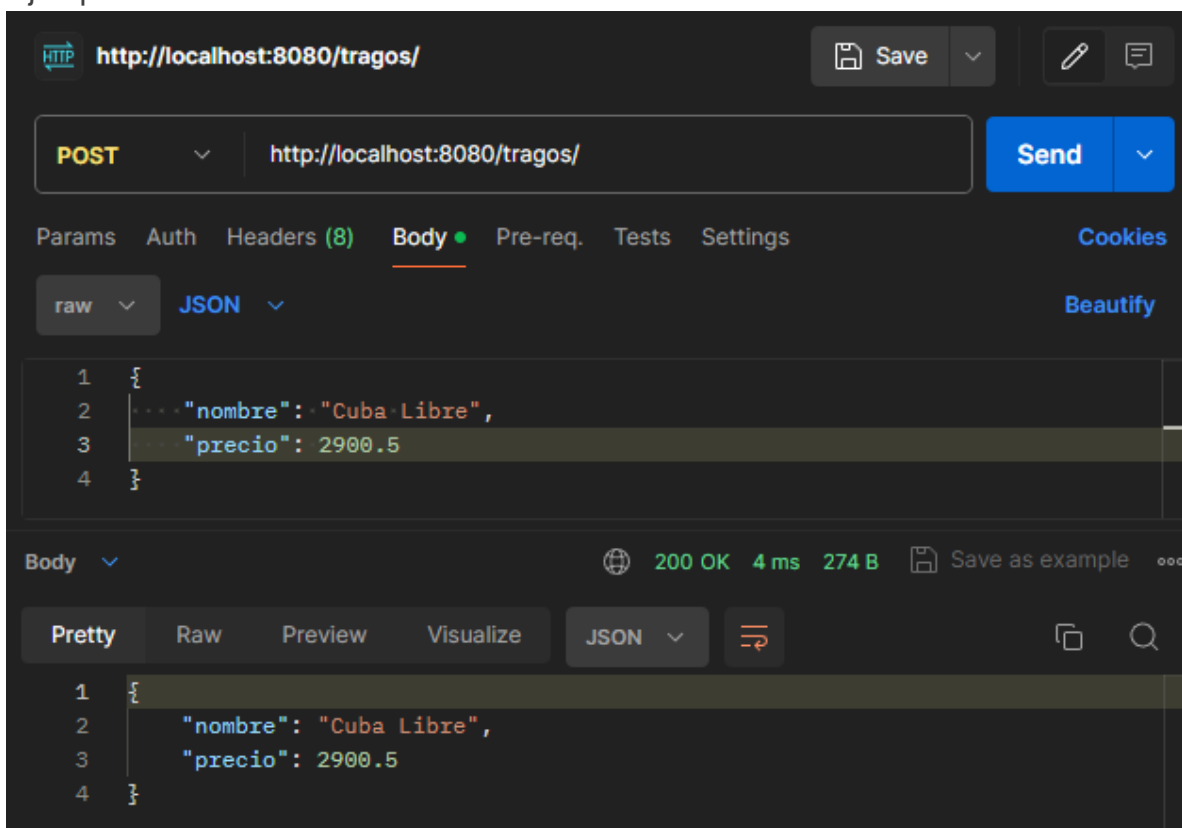 HTTP http://localhost:8080/tragos/ Save
POST http://localhost:8080/tragos/ Send
Params Auth Headers (8) Body Pre-req. Tests Settings Cookies
raw JSON Beautify
1 {
2 ····"nombre":·"Cuba·Libre",
3 ····"precio":·2900.5
4 }
Body 200 OK 4 ms 274 B Save as example
Pretty Raw Preview Visualize JSON
1 {
2 "nombre": "Cuba Libre",
3 "precio": 2900.5
4 }